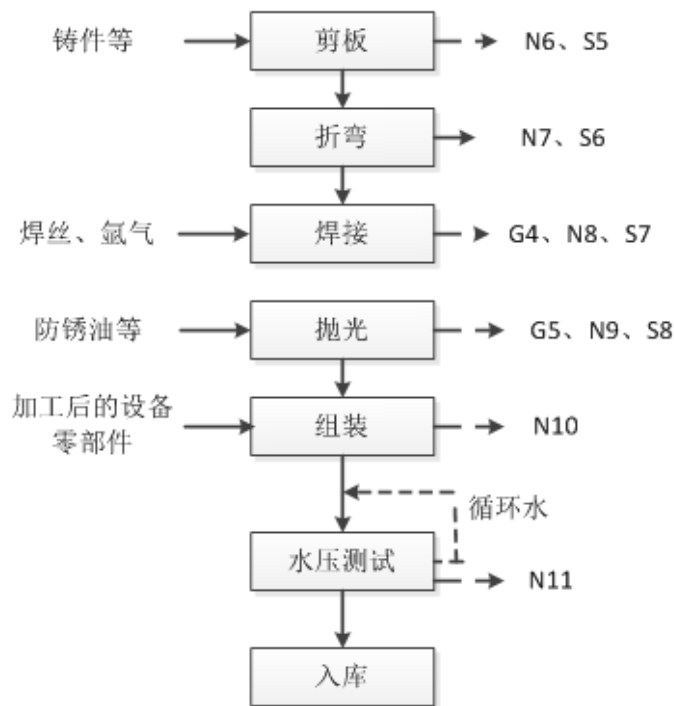 铸件等
剪板
N6、S5
折弯
N7、S6
焊丝、氩气
焊接
G4、N8、S7
防锈油等
抛光
G5、N9、S8
加工后的设备
零部件
组装
N10
循环水
水压测试
N11
入库